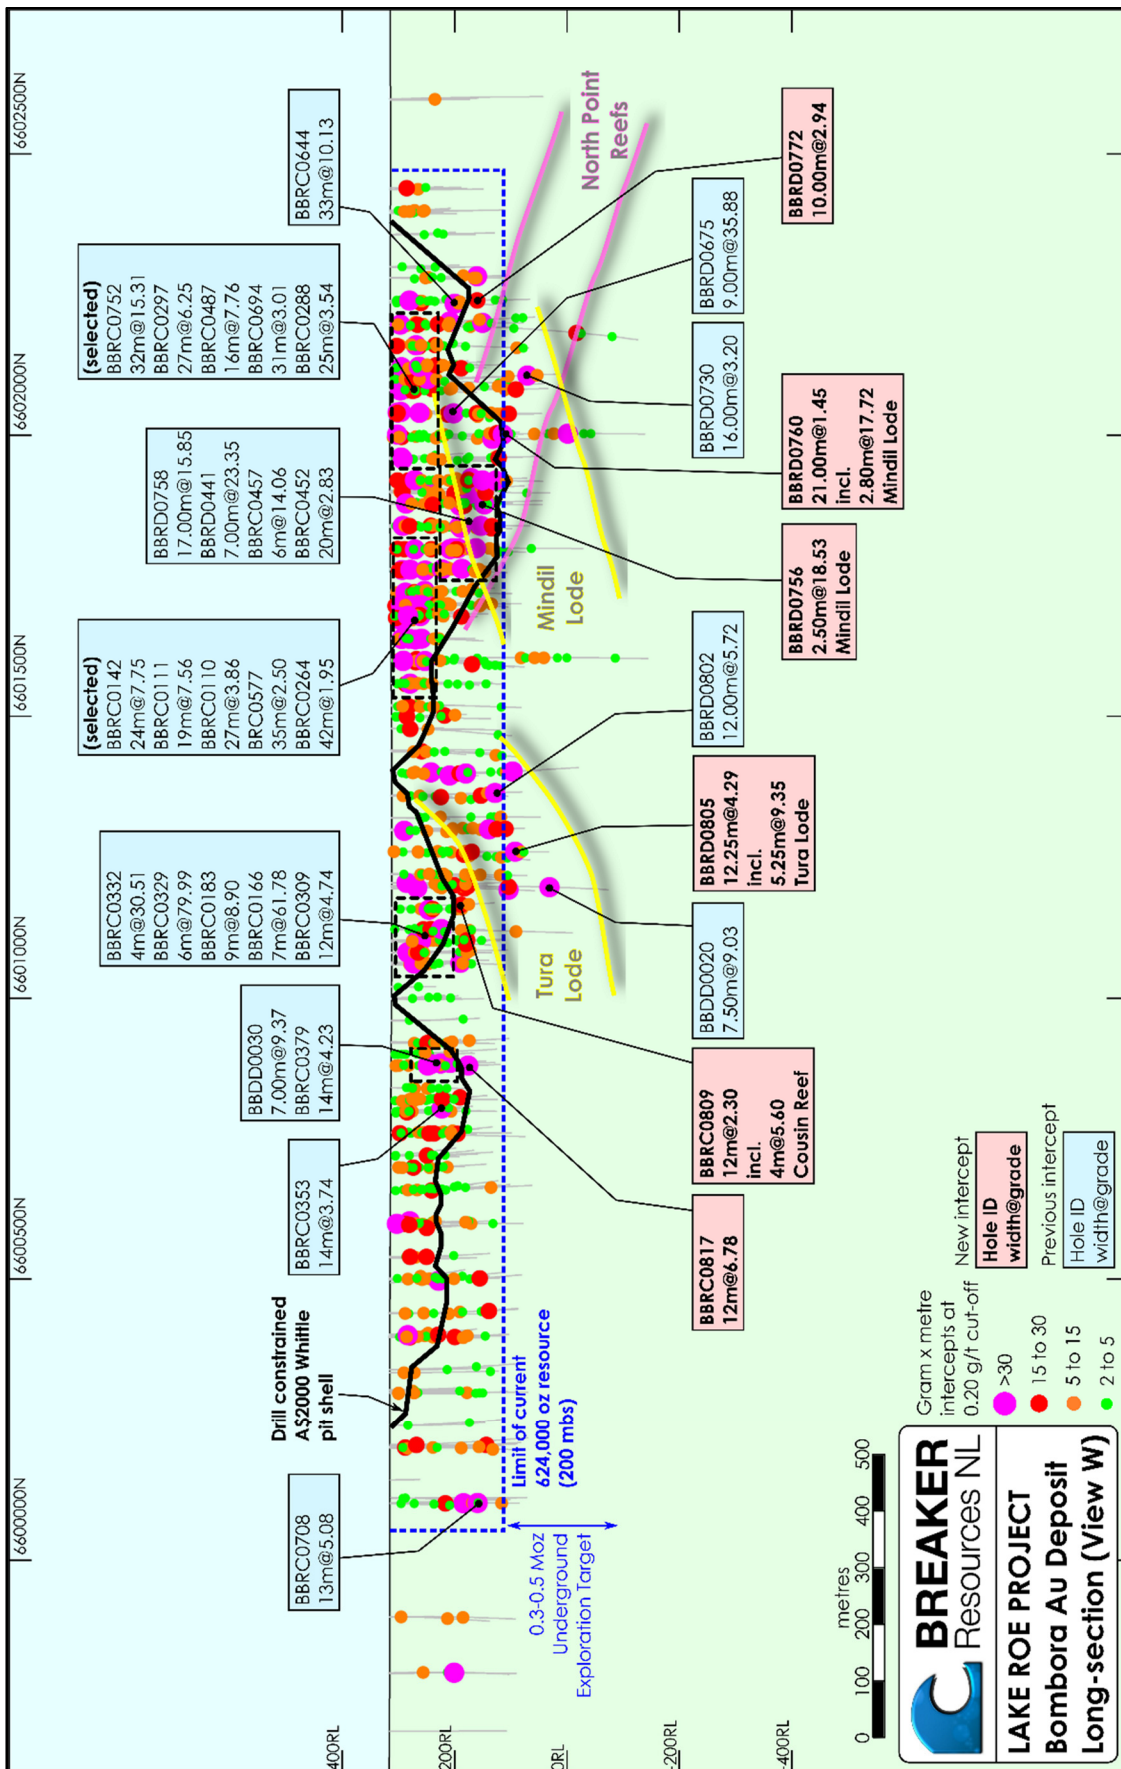 6600000N
6600500N
6601000N
6601500N
6602000N
6602500N
BBRC0708
13m@5.08
Drill constrained
A$2000 Whittle
pit shell
BBRC0353
14m@3.74
BBDD0030
7.00m@9.37
BBRC0379
14m@4.23
BBRC0332
4m@30.51
BBRC0329
6m@79.99
BBRC0183
9m@8.90
BBRC0166
7m@61.78
BBRC0309
12m@4.74
(selected)
BBRC0142
24m@7.75
BBRC0111
19m@7.56
BBRC0110
27m@3.86
BRC0577
35m@2.50
BBRC0264
42m@1.95
BBRD0758
17.00m@15.85
BBRD0441
7.00m@23.35
BBRC0457
6m@14.06
BBRC0452
20m@2.83
(selected)
BBRC0752
32m@15.31
BBRC0297
27m@6.25
BBRC0487
16m@7.76
BBRC0694
31m@3.01
BBRC0288
25m@3.54
BBRC0644
33m@10.13
400RL
200RL
0RL
-200RL
-400RL
Limit of current
624,000 oz resource
(200 mbs)
0.3-0.5 Moz
Underground
Exploration Target
Tura
Lode
Mindil
Lode
North Point
Reefs
BBRC0817
12m@6.78
BBRC0809
12m@2.30
incl.
4m@5.60
Cousin Reef
BBDD0020
7.50m@9.03
BBRD0805
12.25m@4.29
incl.
5.25m@9.35
Tura Lode
BBRD0802
12.00m@5.72
BBRD0756
2.50m@18.53
Mindil Lode
BBRD0760
21.00m@1.45
incl.
2.80m@17.72
Mindil Lode
BBRD0730
16.00m@3.20
BBRD0675
9.00m@35.88
BBRD0772
10.00m@2.94
metres
0 100 200 300 400 500
BREAKER
Resources NL
LAKE ROE PROJECT
Bombora Au Deposit
Long-section (View W)
Gram x metre
intercepts at
0.20 g/t cut-off
>30
15 to 30
5 to 15
2 to 5
New intercept
Hole ID
width@grade
Previous intercept
Hole ID
width@grade